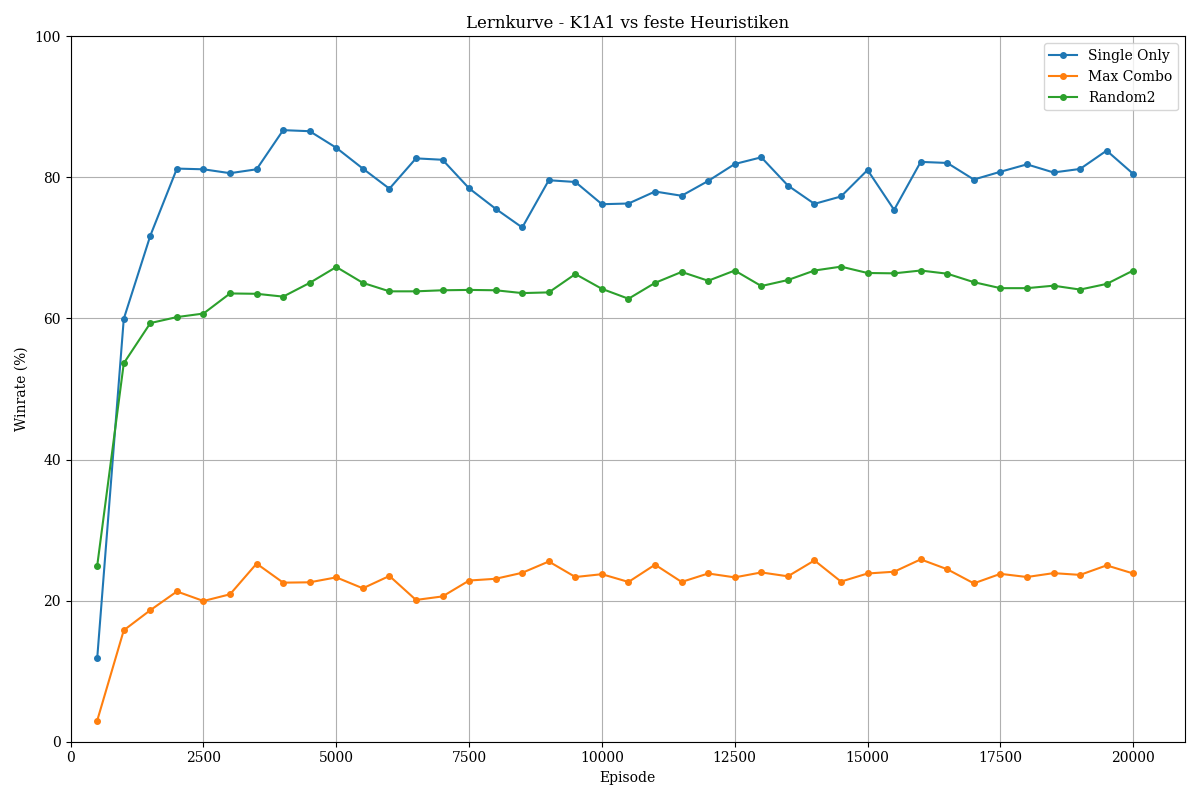 Lernkurve - K1A1 vs feste Heuristiken
Single Only
Max Combo
Random2
Winrate (%)
100
80
60
40
20
0
0 2500 5000 7500 10000 12500 15000 17500 20000
Episode